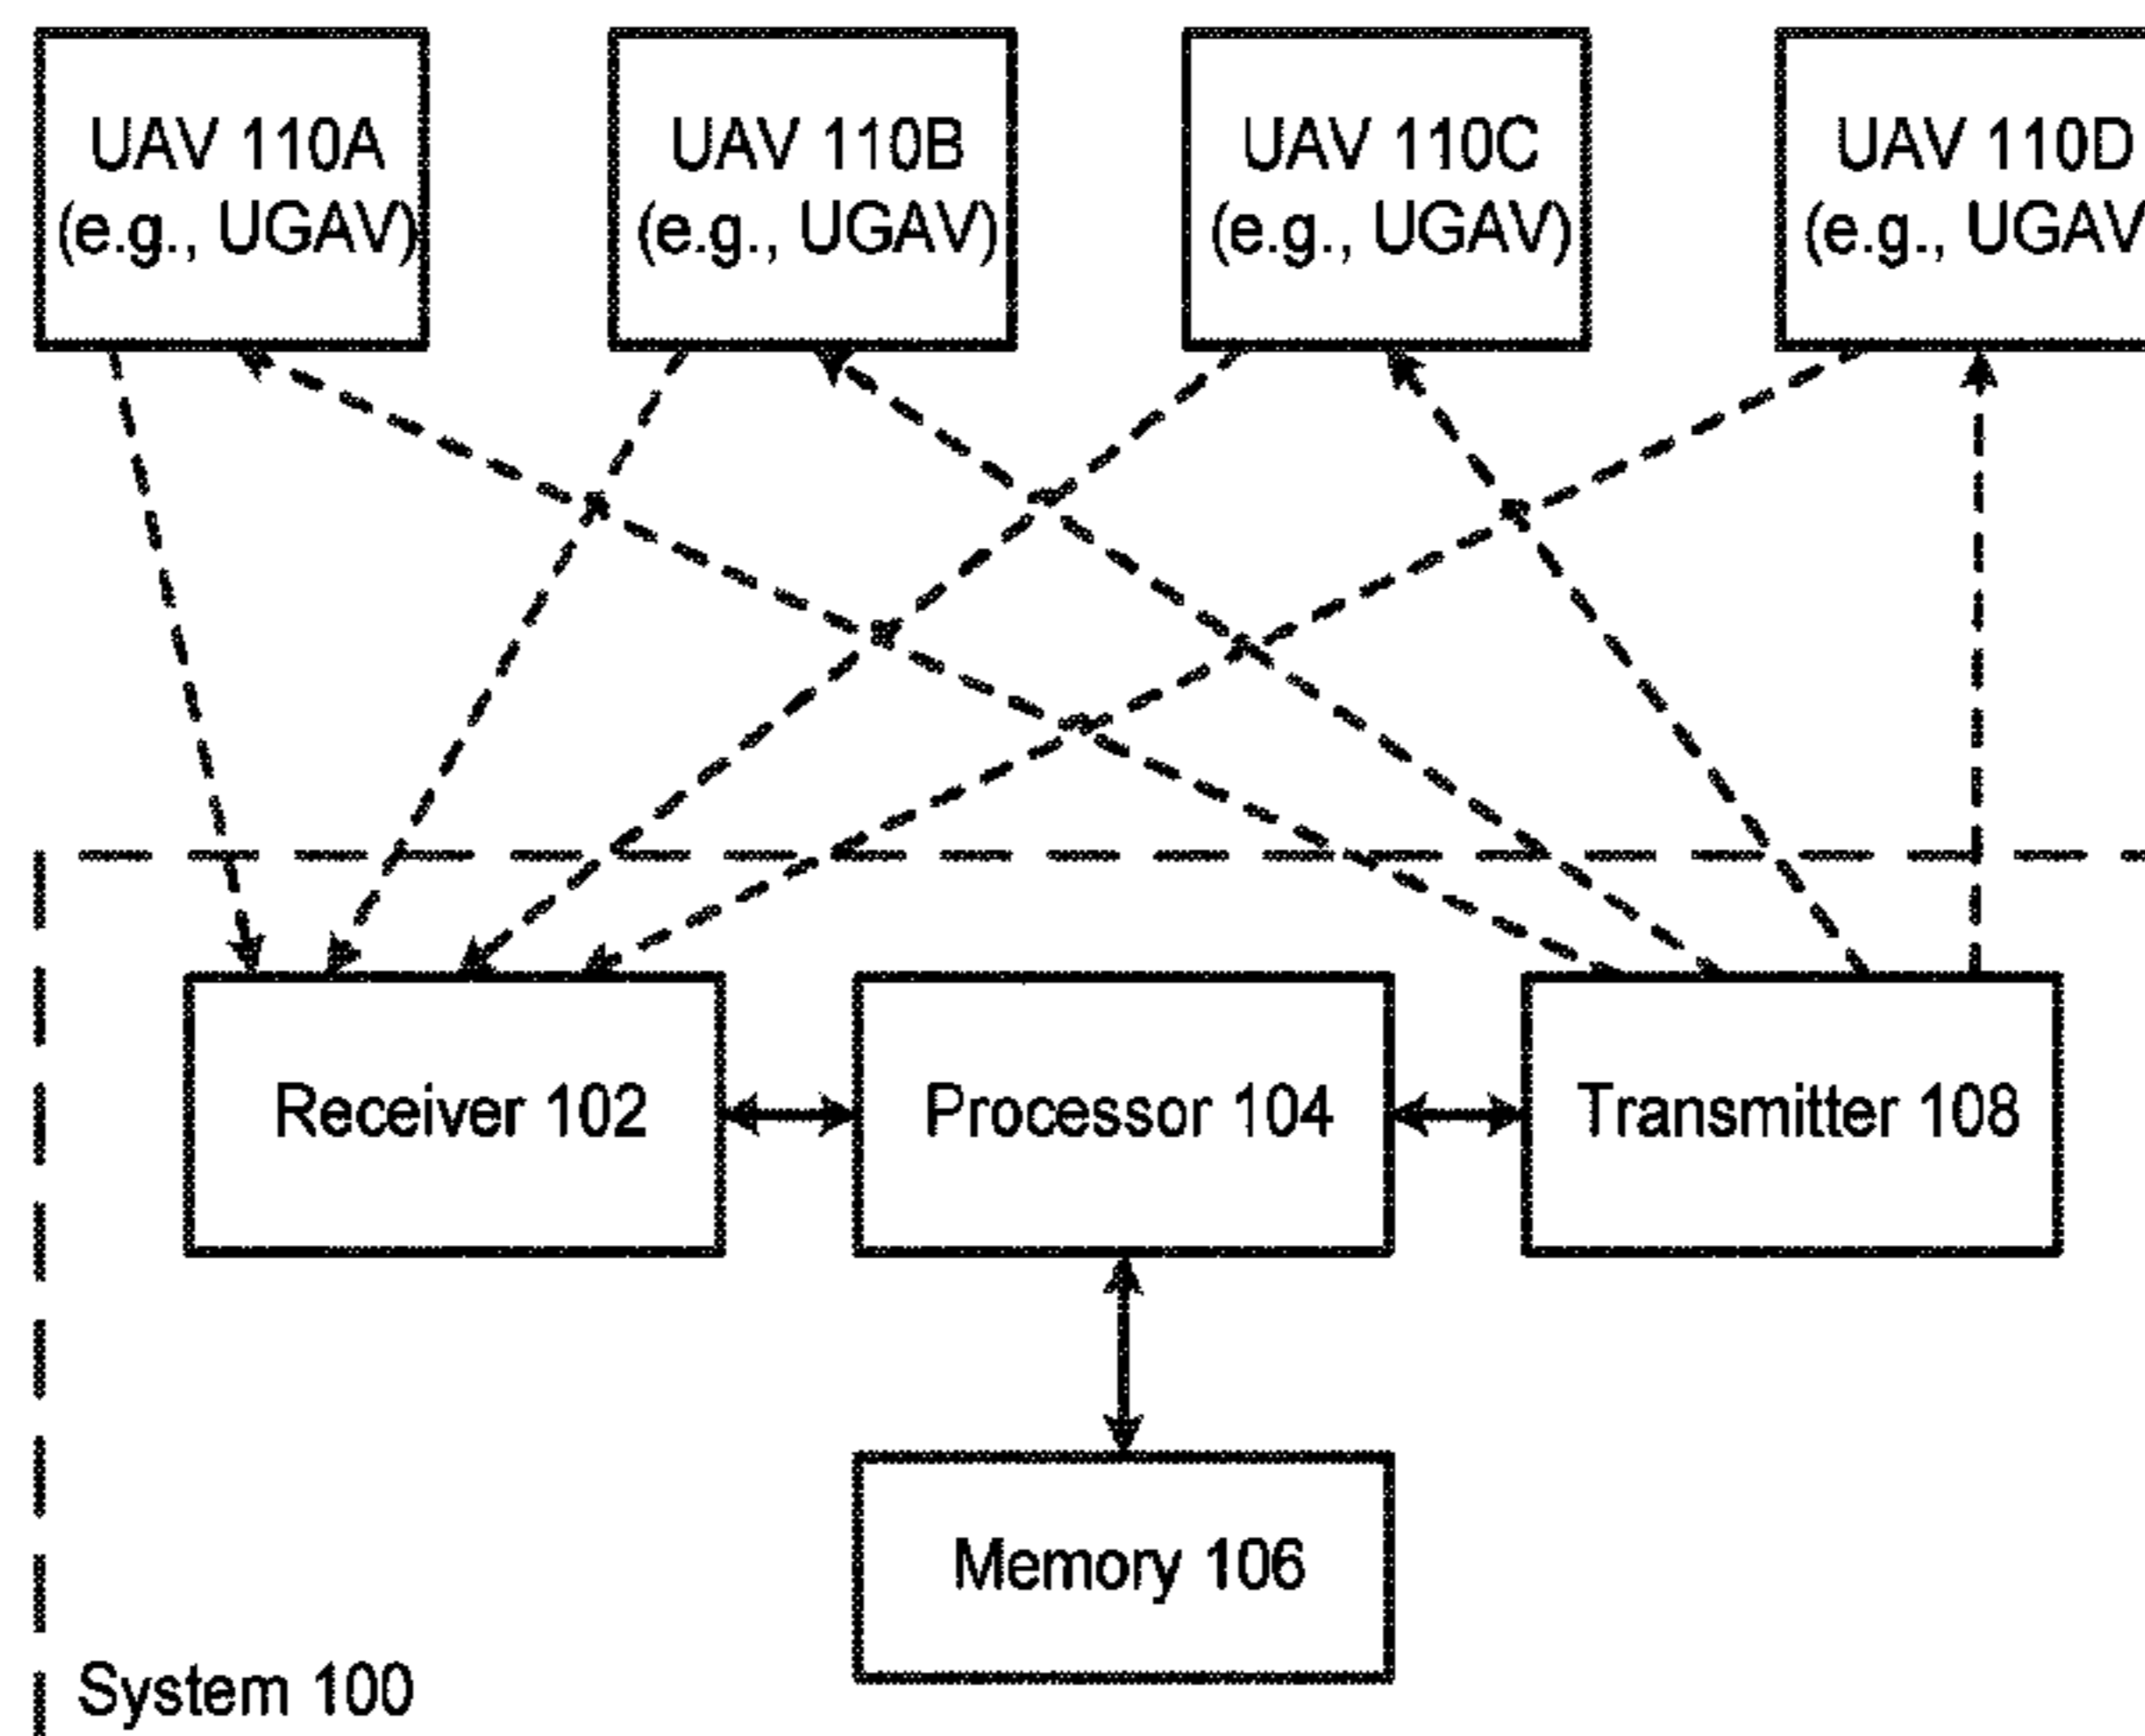 UAV 110A
(e.g., UGAV)
UAV 110B
(e.g., UGAV)
UAV 110C
(e.g., UGAV)
UAV 110D
(e.g., UGAV
Receiver 102
Processor 104
Transmitter 108
Memory 106
System 100